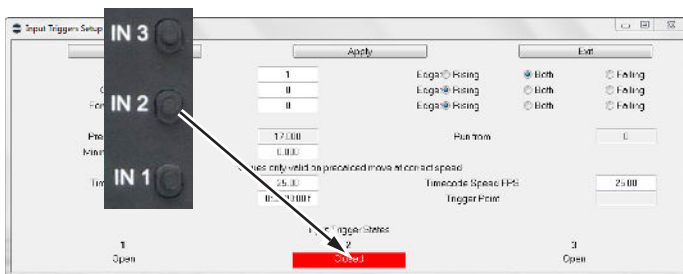 Input Triggers Setup
IN 3
Apply
Exit
1 Edge Rising Both Falling
0 Edge Rising Both Falling
IN 2
0 Edge Rising Both Falling
17.000 Run from 0
0.000
only valid on precalced move at correct speed
IN 1
25.00 Timecode Speed FPS 25.00
Trigger Point
Trigger States
1 2 3
Open Closed Open